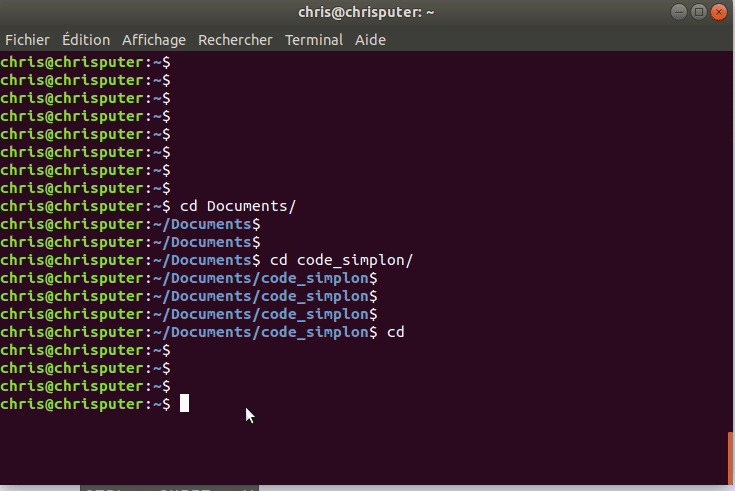 chris@chrisputer: ~
Fichier Édition Affichage Rechercher Terminal Aide
chris@chrisputer:~$
chris@chrisputer:~$
chris@chrisputer:~$
chris@chrisputer:~$
chris@chrisputer:~$
chris@chrisputer:~$
chris@chrisputer:~$
chris@chrisputer:~$
chris@chrisputer:~$ cd Documents/
chris@chrisputer:~/Documents$
chris@chrisputer:~/Documents$
chris@chrisputer:~/Documents$ cd code_simplon/
chris@chrisputer:~/Documents/code_simplon$
chris@chrisputer:~/Documents/code_simplon$
chris@chrisputer:~/Documents/code_simplon$
chris@chrisputer:~/Documents/code_simplon$ cd
chris@chrisputer:~$
chris@chrisputer:~$
chris@chrisputer:~$
chris@chrisputer:~$